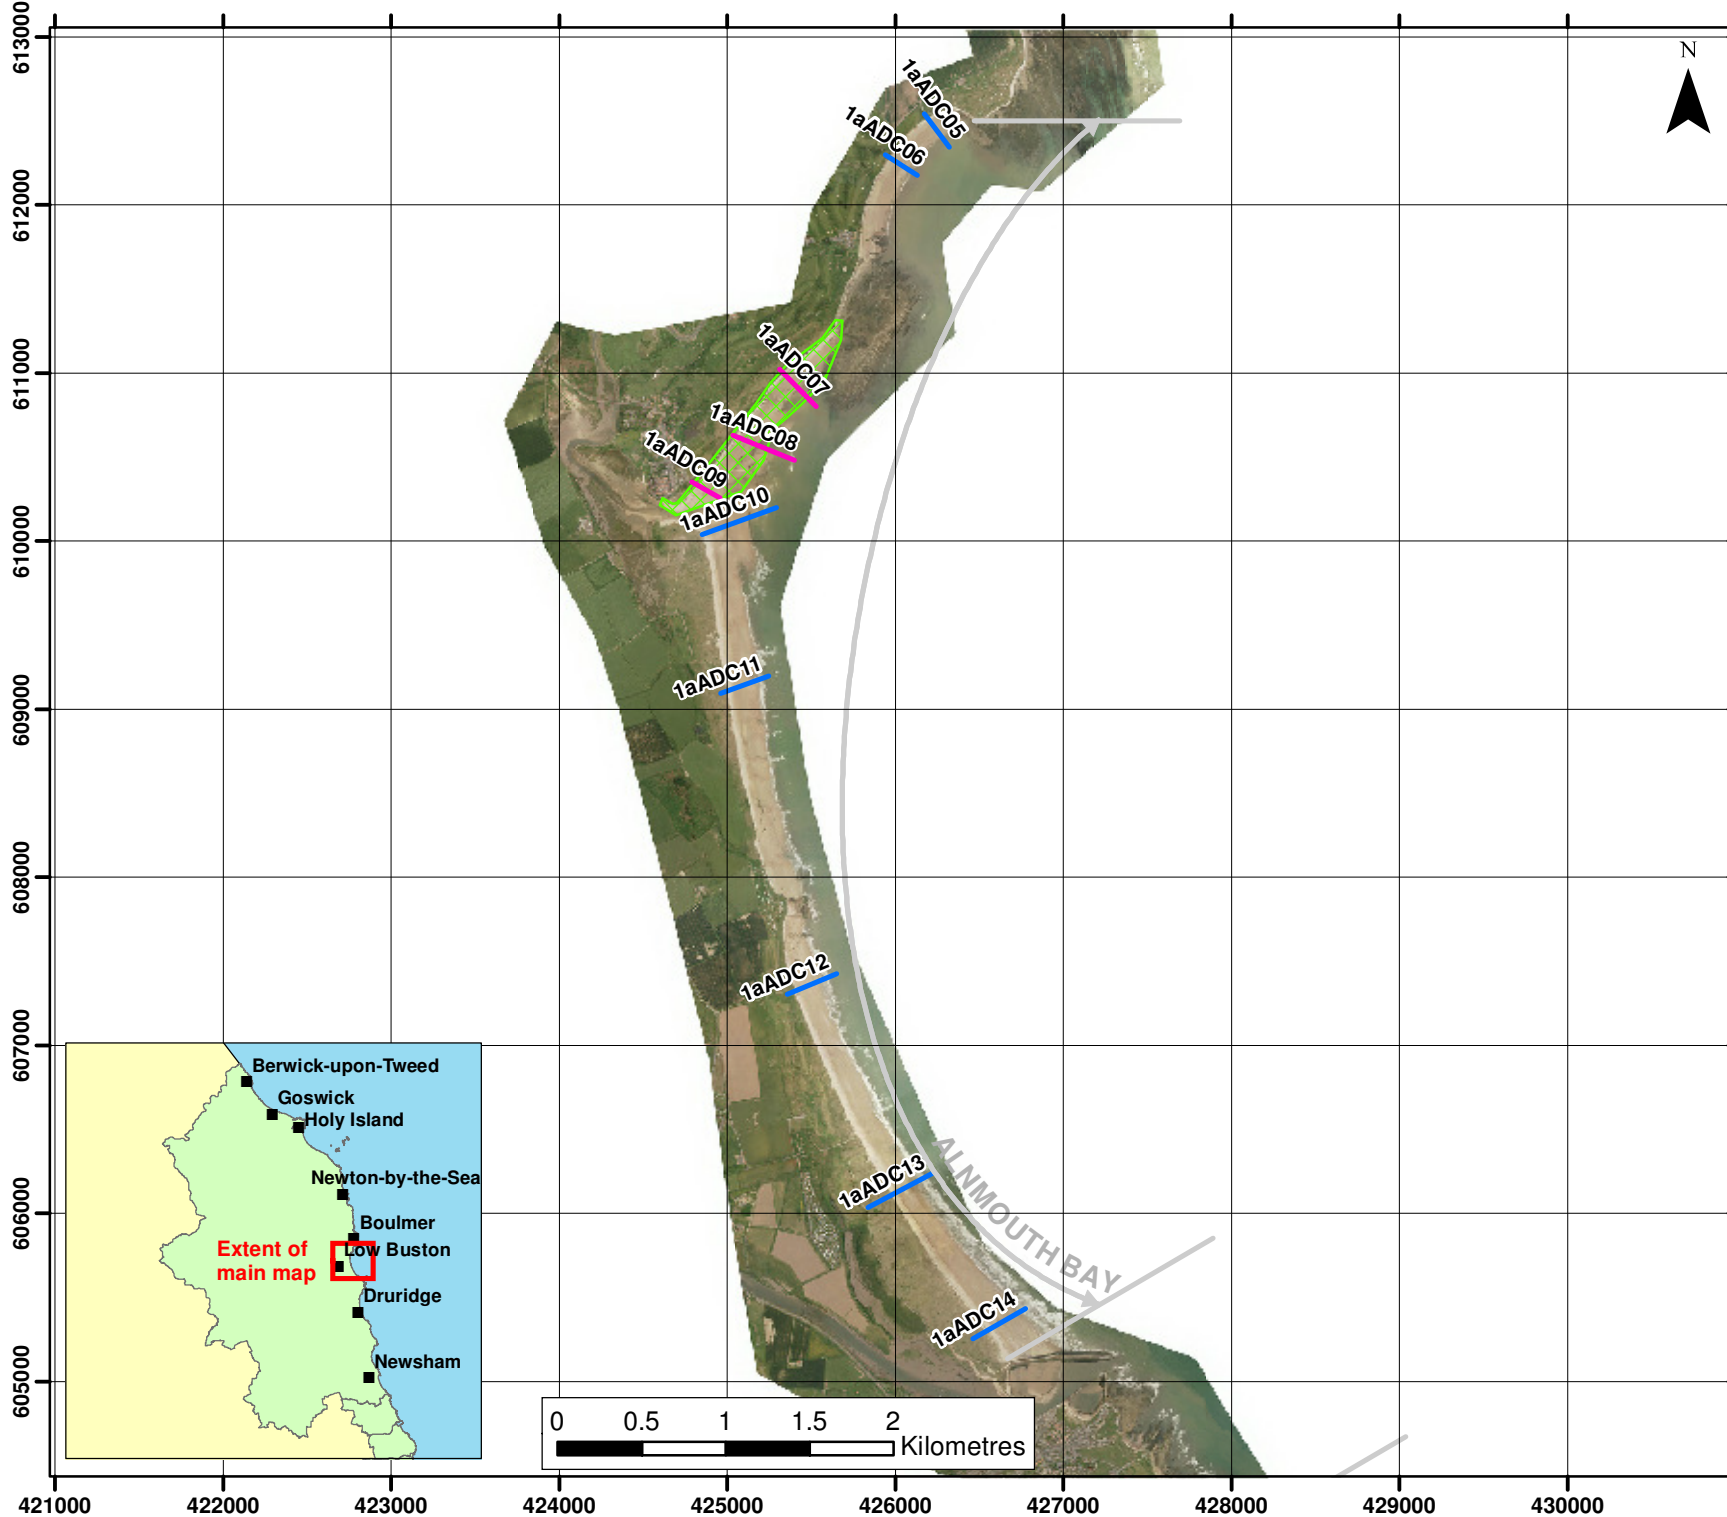 N
613000
612000
611000
610000
609000
608000
607000
606000
605000
1aADC05
1aADC06
1aADC07
1aADC08
1aADC09
1aADC10
1aADC11
1aADC12
1aADC13
1aADC14
ALNMOUTH BAY
Berwick-upon-Tweed
Goswick
Holy Island
Newton-by-the-Sea
Boulmer
Low Buston
Extent of
main map
Druridge
Newsham
0 0.5 1 1.5 2
Kilometres
421000 422000 423000 424000 425000 426000 427000 428000 429000 430000